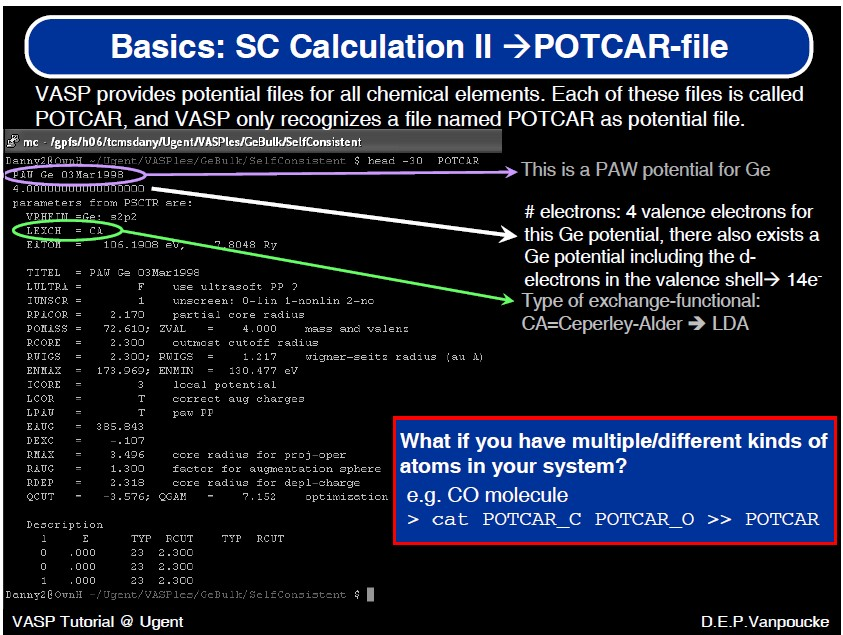 Basics: SC Calculation II →POTCAR-file
VASP provides potential files for all chemical elements. Each of these files is called
POTCAR, and VASP only recognizes a file named POTCAR as potential file.
mc - /gpfs/h06/tcmsdany/Ugent/VASPles/GeBulk/SelfConsistent
Danny2@OwnH ~/Ugent/VASPles/GeBulk/SelfConsistent $ head -30 POTCAR
PAW Ge 03Mar1998
This is a PAW potential for Ge
4.00000000000000
parameters from PSCTR are:
VRHFIN =Ge: s2p2
LEXCH = CA
EATOM = 106.1908 eV, 7.8048 Ry
# electrons: 4 valence electrons for
this Ge potential, there also exists a
Ge potential including the d-
electrons in the valence shell→ 14e-
Type of exchange-functional:
CA=Ceperley-Alder ➔ LDA
TITEL = PAW Ge 03Mar1998
LULTRA = F use ultrasoft PP ?
IUNSCR = 1 unscreen: 0-lin 1-nonlin 2-no
RPACOR = 2.170 partial core radius
POMASS = 72.610; ZVAL = 4.000 mass and valenz
RCORE = 2.300 outmost cutoff radius
RWIGS = 2.300; RWIGS = 1.217 wigner-seitz radius (au A)
ENMAX = 173.969; ENMIN = 130.477 eV
ICORE = 3 local potential
LCOR = T correct aug charges
LPAW = T paw PP
EAUG = 385.843
DEXC = -.107
RMAX = 3.496 core radius for proj-oper
RAUG = 1.300 factor for augmentation sphere
RDEP = 2.318 core radius for depl-charge
QCUT = -3.576; QGAM = 7.152 optimization
Description
l E TYP RCUT TYP RCUT
0 .000 23 2.300
0 .000 23 2.300
1 .000 23 2.300
Danny2@OwnH ~/Ugent/VASPles/GeBulk/SelfConsistent $
What if you have multiple/different kinds of
atoms in your system?
e.g. CO molecule
> cat POTCAR_C POTCAR_O >> POTCAR
VASP Tutorial @ Ugent
D.E.P.Vanpoucke